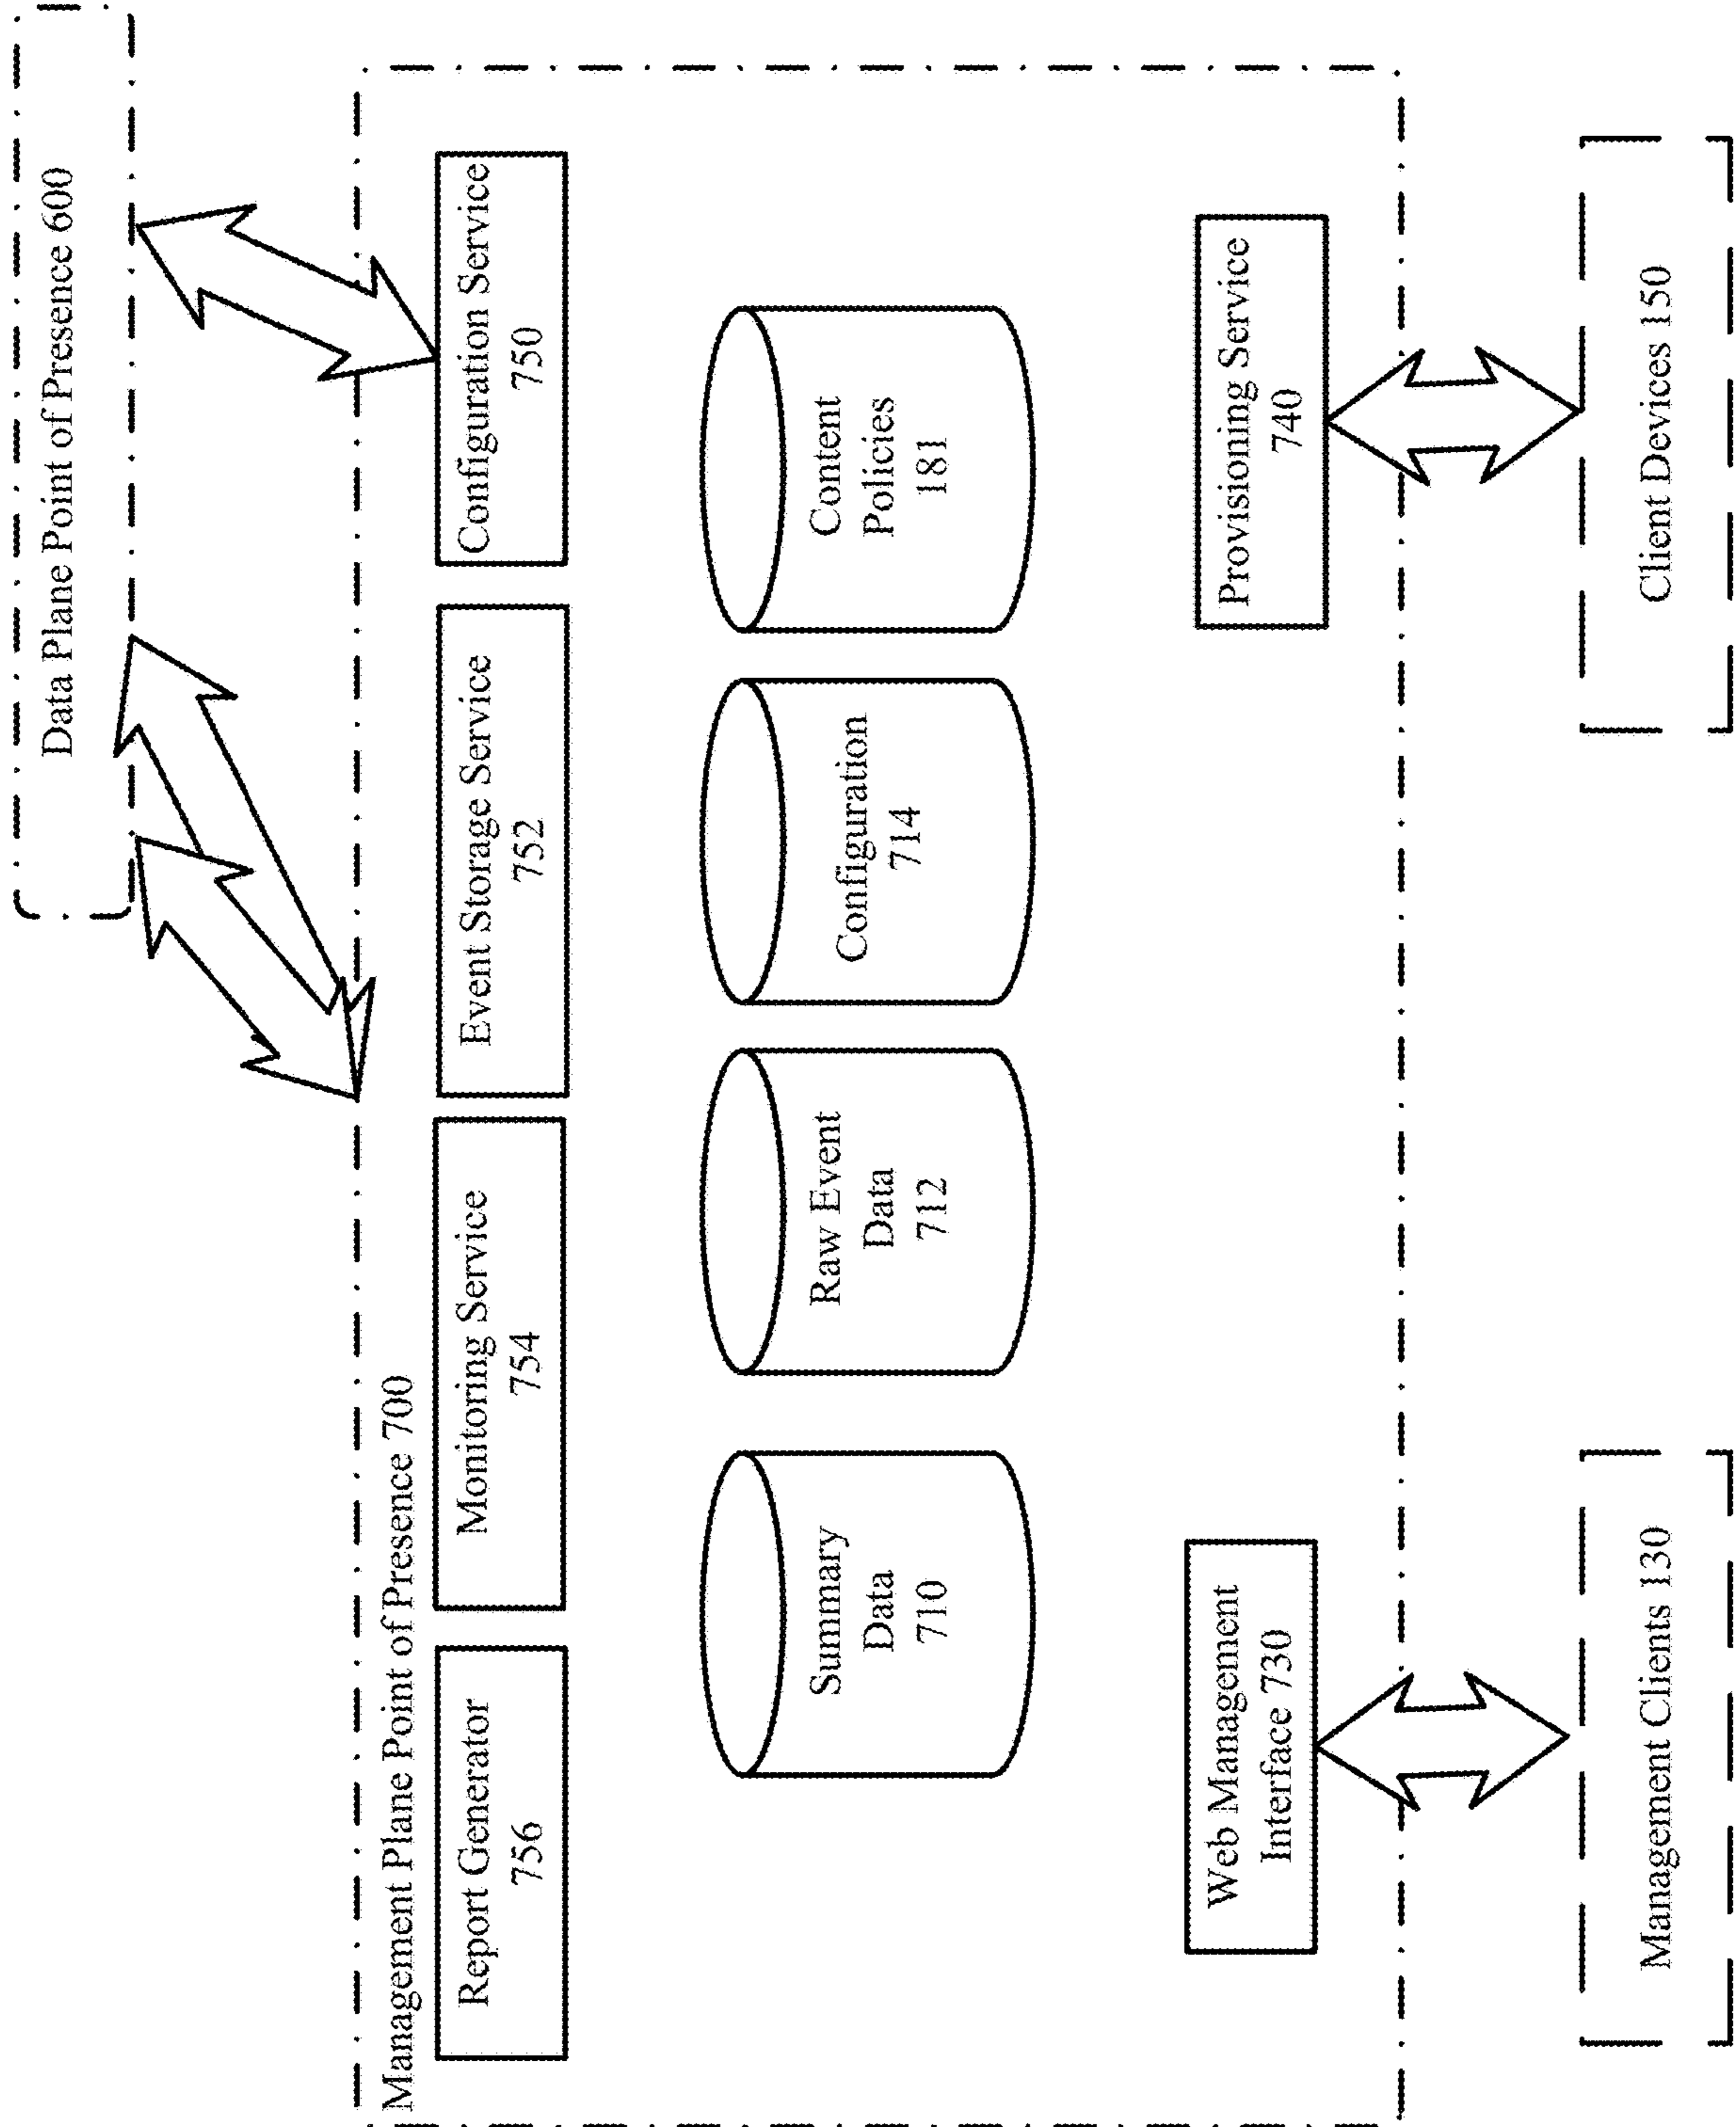 Data Plane Point of Presence 600
Management Plane Point of Presence 700
Report Generator
756
Monitoring Service
754
Event Storage Service
752
Configuration Service
750
Summary
Data
710
Raw Event
Data
712
Configuration
714
Content
Policies
181
Web Management
Interface 730
Provisioning Service
740
Management Clients 130
Client Devices 150